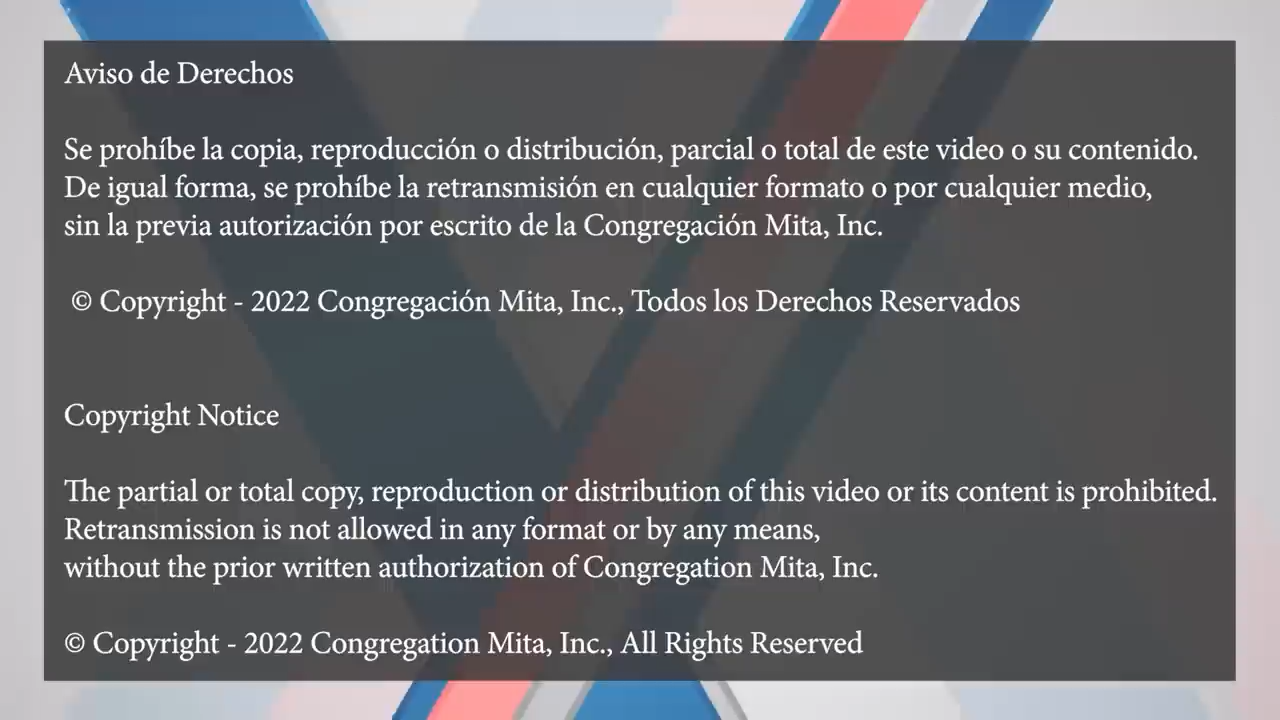 Aviso de Derechos
Se prohíbe la copia, reproducción o distribución, parcial o total de este video o su contenido.
De igual forma, se prohíbe la retransmisión en cualquier formato o por cualquier medio,
sin la previa autorización por escrito de la Congregación Mita, Inc.
© Copyright - 2022 Congregación Mita, Inc., Todos los Derechos Reservados
Copyright Notice
The partial or total copy, reproduction or distribution of this video or its content is prohibited.
Retransmission is not allowed in any format or by any means,
without the prior written authorization of Congregation Mita, Inc.
© Copyright - 2022 Congregation Mita, Inc., All Rights Reserved